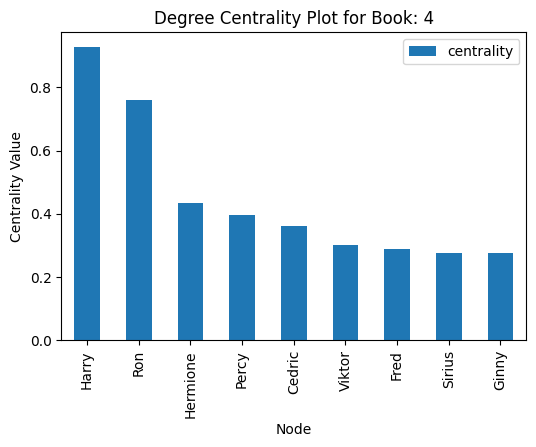 Degree Centrality Plot for Book: 4
centrality
Centrality Value
0.8
0.6
0.4
0.2
0.0
Harry
Ron
Hermione
Percy
Cedric
Viktor
Fred
Sirius
Ginny
Node